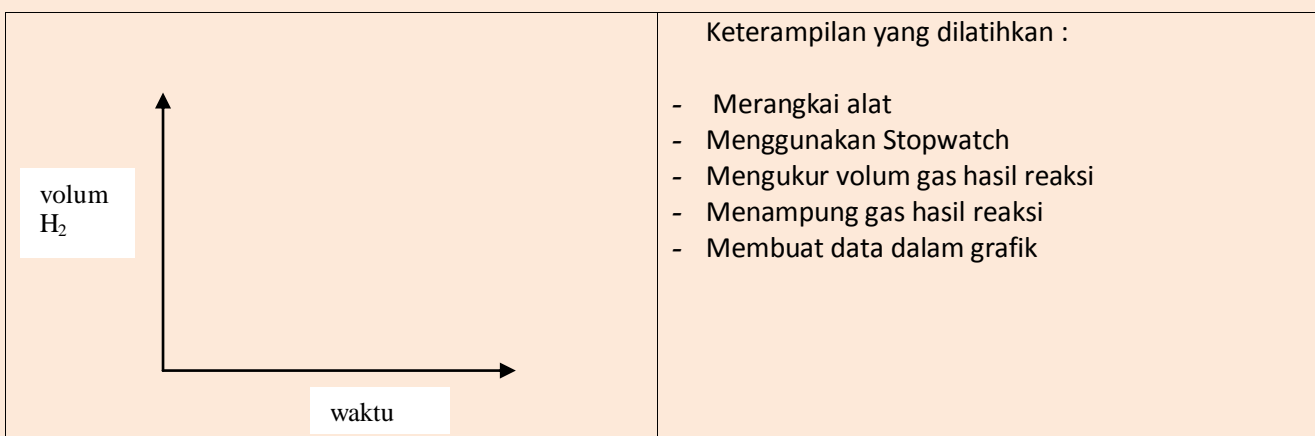 volum
H₂
waktu
Keterampilan yang dilatihkan :
- Merangkai alat
- Menggunakan Stopwatch
- Mengukur volum gas hasil reaksi
- Menampung gas hasil reaksi
- Membuat data dalam grafik